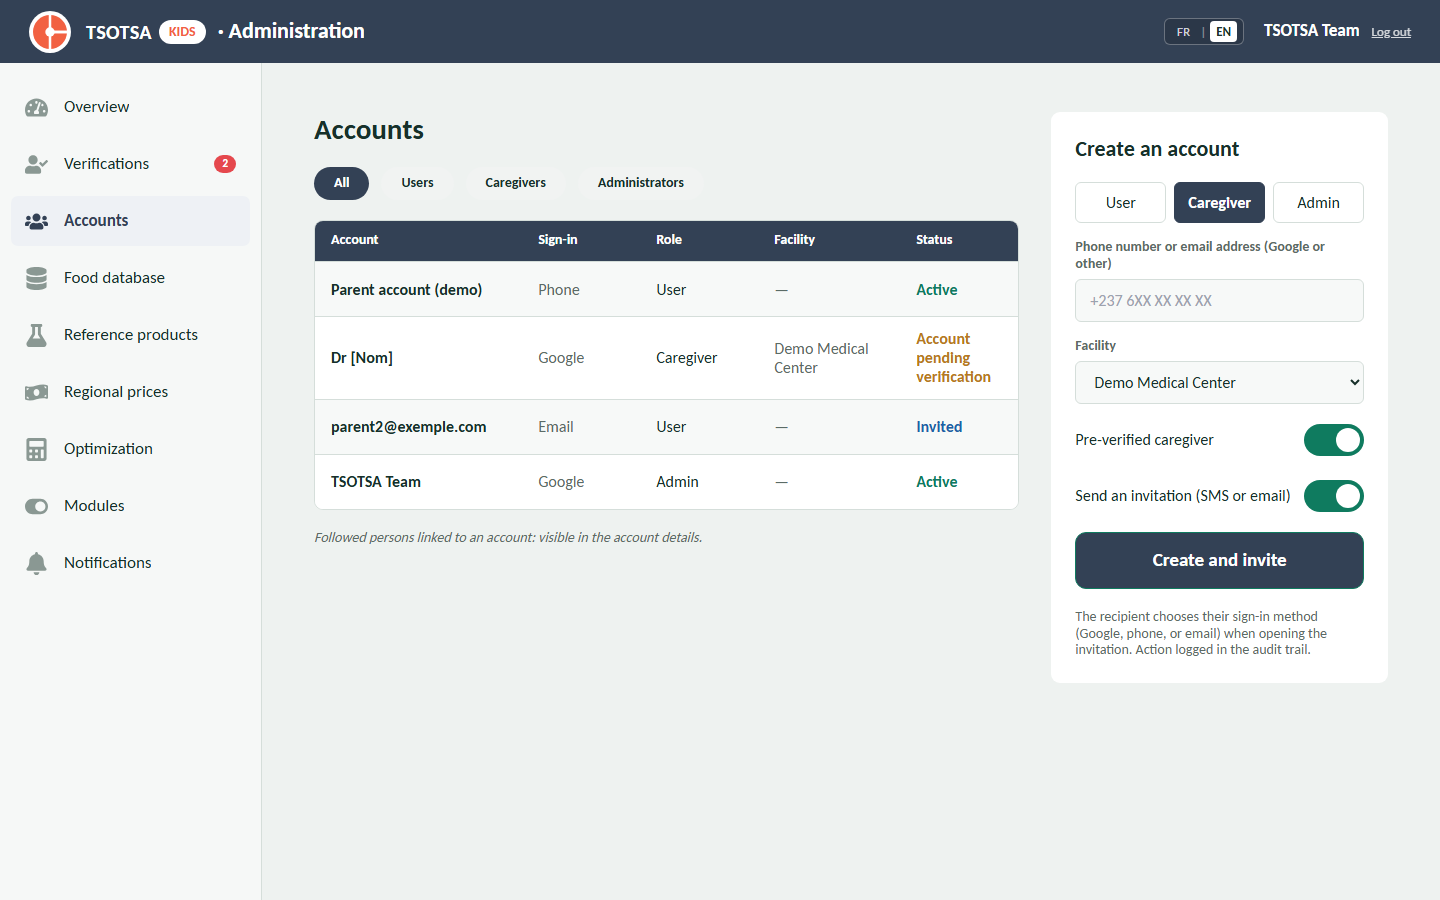 TSOTSA KIDS · Administration
FR | EN
TSOTSA Team
Log out
Overview
Verifications 2
Accounts
Food database
Reference products
Regional prices
Optimization
Modules
Notifications
Accounts
All Users Caregivers Administrators
Account Sign-in Role Facility Status
Parent account (demo) Phone User — Active
Dr [Nom] Google Caregiver Demo Medical Center Account pending verification
parent2@exemple.com Email User — Invited
TSOTSA Team Google Admin — Active
Followed persons linked to an account: visible in the account details.
Create an account
User Caregiver Admin
Phone number or email address (Google or
other)
+237 6XX XX XX XX
Facility
Demo Medical Center
Pre-verified caregiver
Send an invitation (SMS or email)
Create and invite
The recipient chooses their sign-in method
(Google, phone, or email) when opening the
invitation. Action logged in the audit trail.